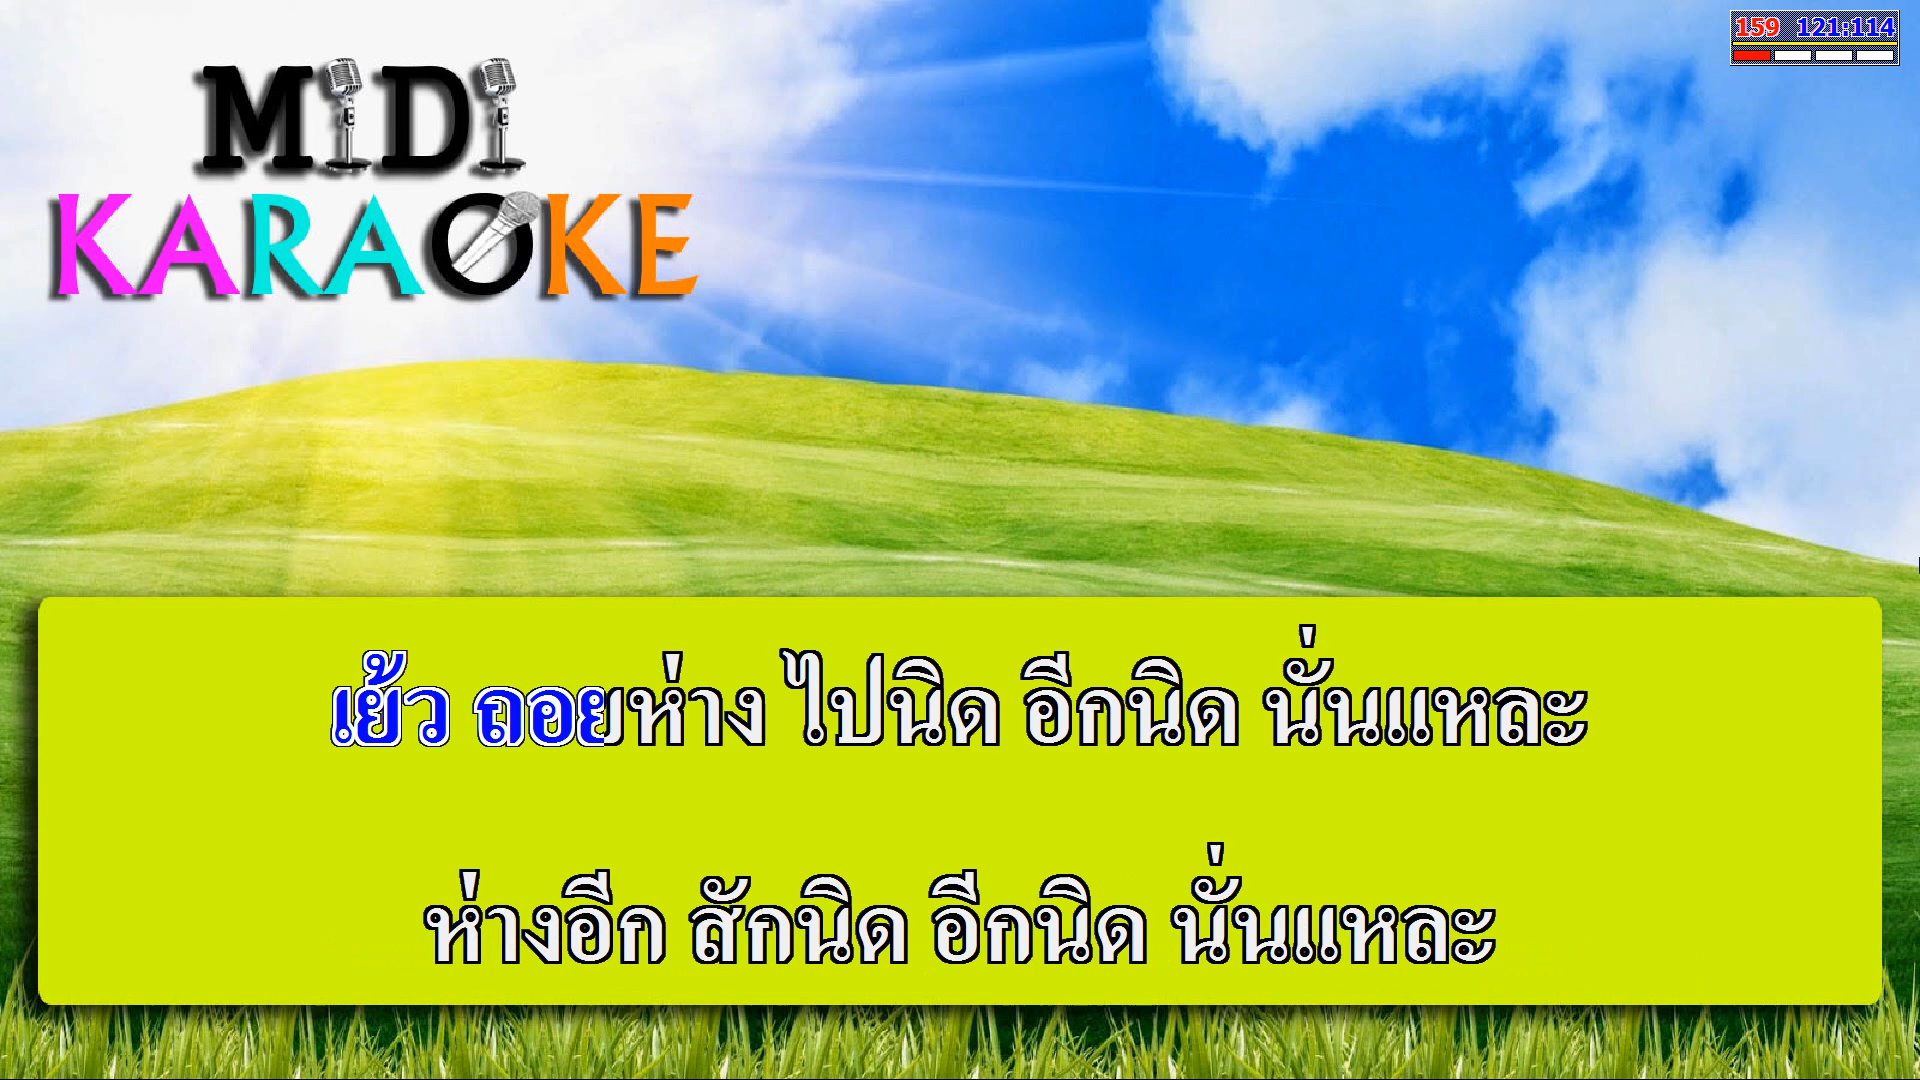 159 121:114
MiDi
KARAOKE
เย้ว ถอยห่าง ไปนิด อีกนิด นั่นแหละ
ห่างอีก สักนิด อีกนิด นั่นแหละ